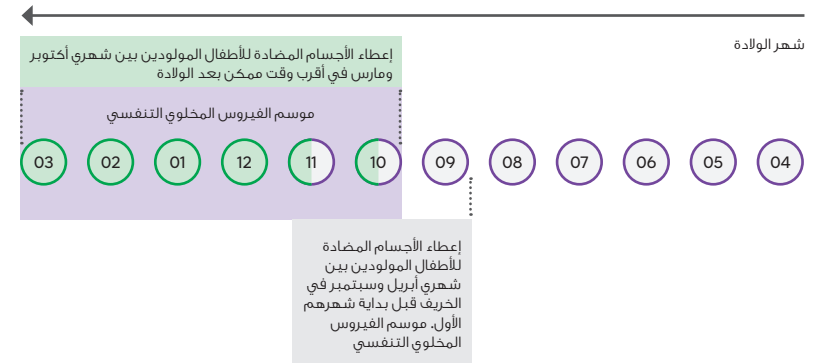 شهر الولادة
إعطاء الأجسام المضادة للأطفال المولودين بين شهري أكتوبر
ومارس في أقرب وقت ممكن بعد الولادة
موسم الفيروس المخلوي التنفسي
04
05
06
07
08
09
10
11
12
01
02
03
إعطاء الأجسام المضادة
للأطفال المولودين بين
شهري أبريل وسبتمبر في
الخريف قبل بداية شهرهم
الأول. موسم الفيروس
المخلوي التنفسي